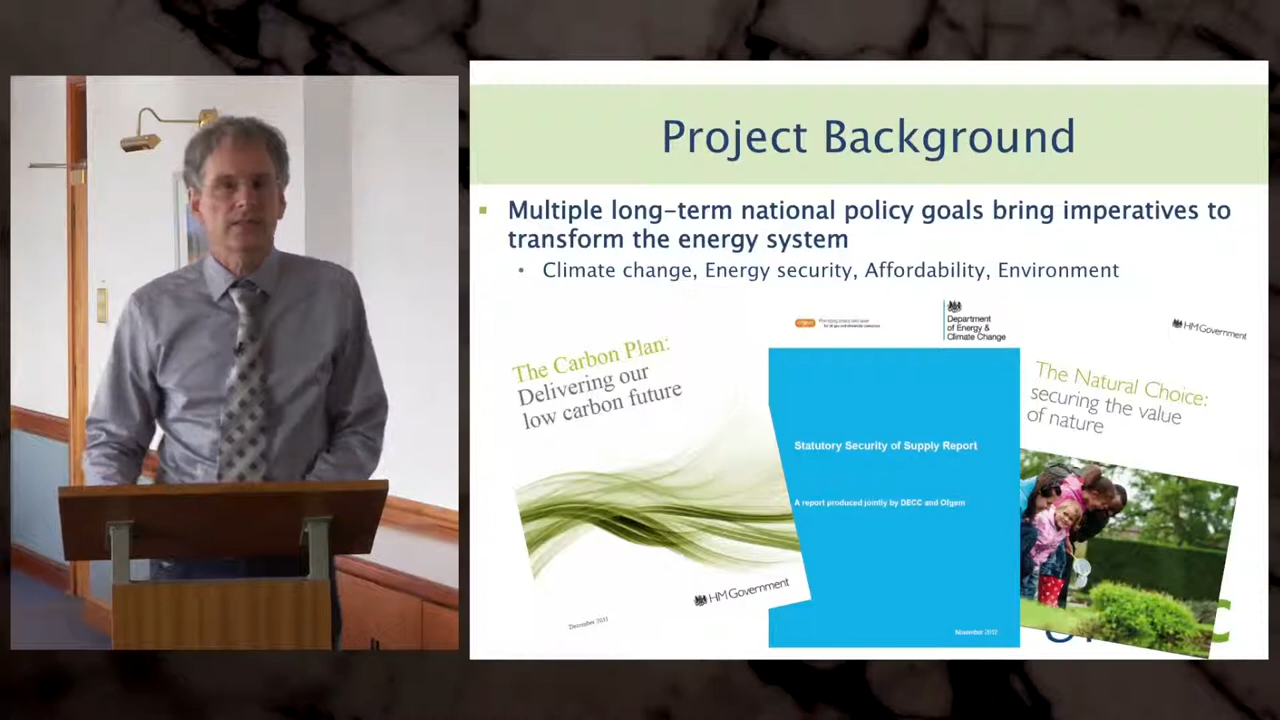 Project Background
Multiple long-term national policy goals bring imperatives to
transform the energy system
Climate change, Energy security, Affordability, Environment
The Carbon Plan:
Delivering our
low carbon future
HM Government
December 2011
Department
of Energy &
Climate Change
Statutory Security of Supply Report
A report produced jointly by DECC and Ofgem
November 2012
HM Government
The Natural Choice:
securing the value
of nature